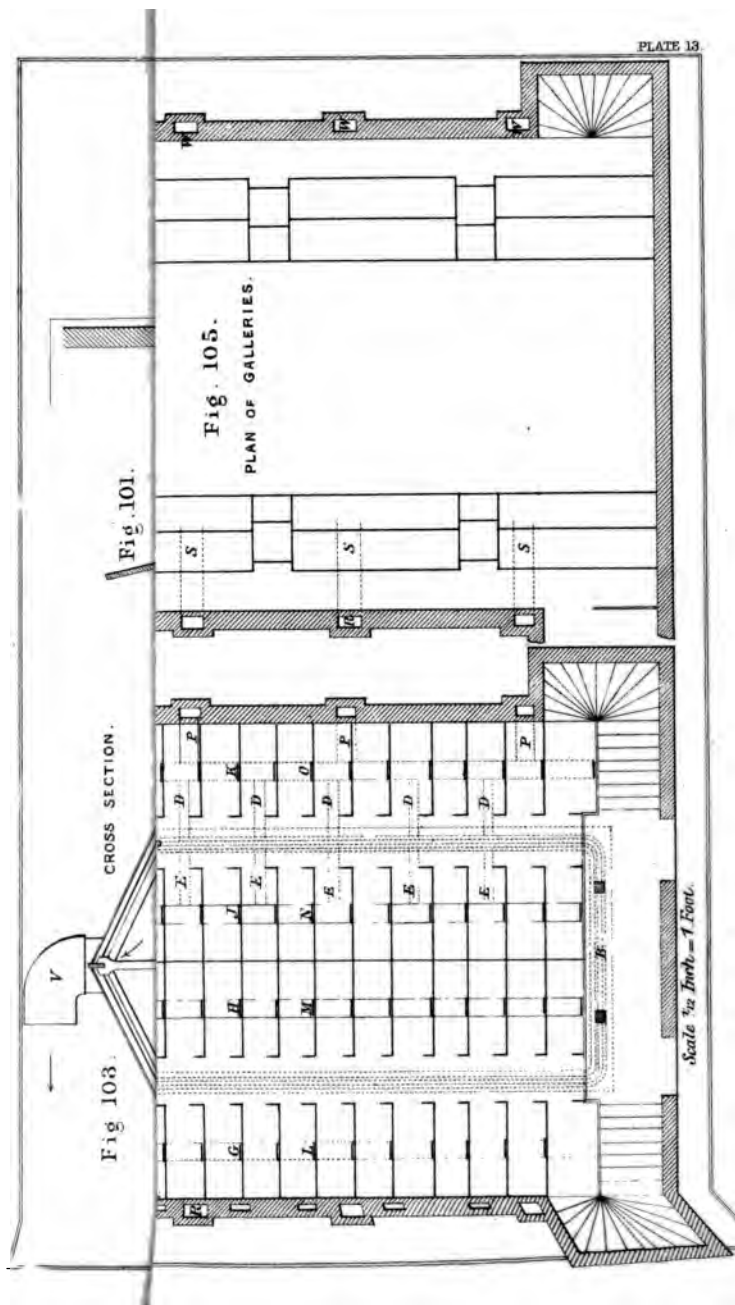 PLATE 13.
W
W
W
Fig. 105.
PLAN OF GALLERIES.
Fig. 101.
S
S
S
R
CROSS SECTION.
V
Fig 103.
P
P
P
K
O
D
D
D
D
D
E
E
E
E
E
J
N
H
M
B
G
L
R
Scale 1/12 Inch = 1 Foot.